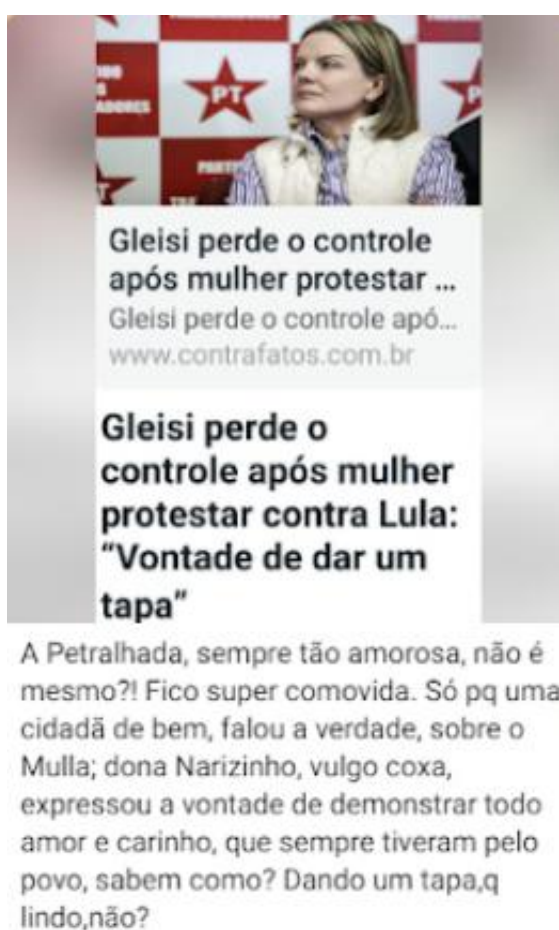 PT
Gleisi perde o controle
após mulher protestar ...
Gleisi perde o controle apó...
www.contrafatos.com.br
Gleisi perde o
controle após mulher
protestar contra Lula:
“Vontade de dar um
tapa”
A Petralhada, sempre tão amorosa, não é
mesmo?! Fico super comovida. Só pq uma
cidadã de bem, falou a verdade, sobre o
Mulla; dona Narizinho, vulgo coxa,
expressou a vontade de demonstrar todo
amor e carinho, que sempre tiveram pelo
povo, sabem como? Dando um tapa,q
lindo,não?